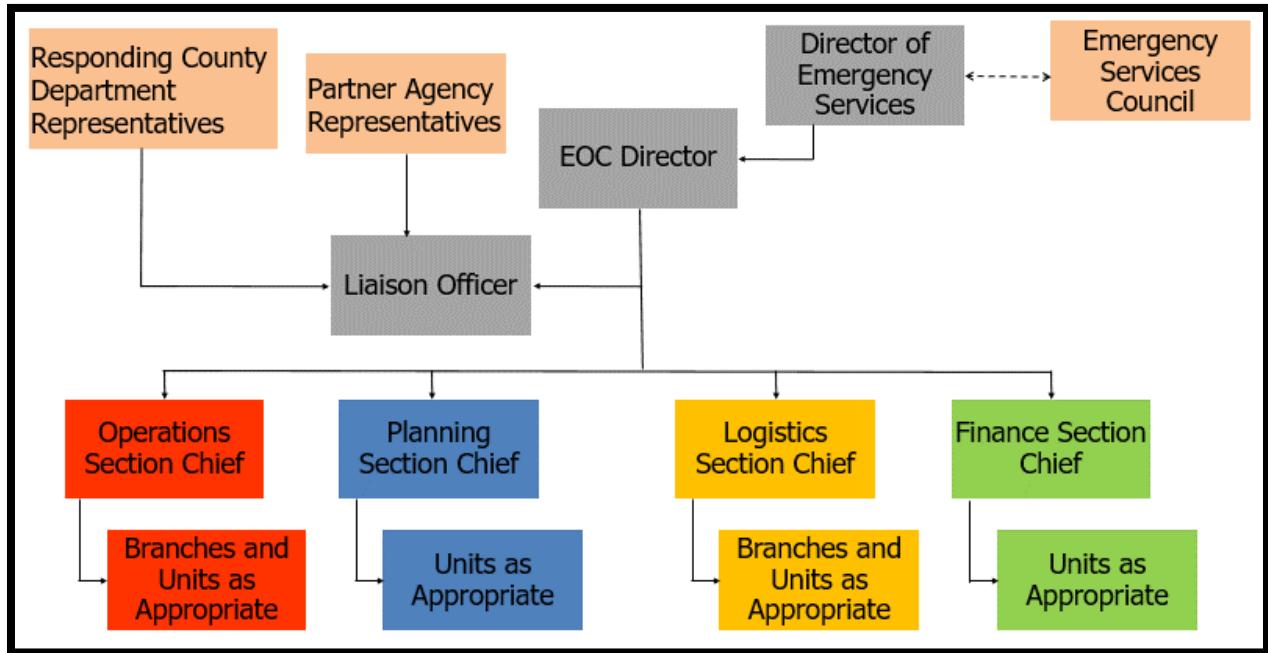 Responding County
Department
Representatives
Partner Agency
Representatives
Director of
Emergency
Services
Emergency
Services
Council
EOC Director
Liaison Officer
Operations
Section Chief
Planning
Section Chief
Logistics
Section Chief
Finance Section
Chief
Branches and
Units as
Appropriate
Units as
Appropriate
Branches and
Units as
Appropriate
Units as
Appropriate